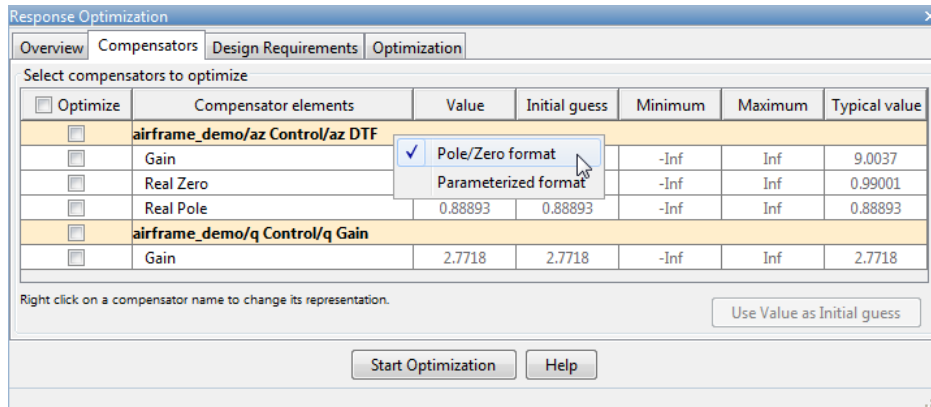 Response Optimization
Overview Compensators Design Requirements Optimization
Select compensators to optimize
Optimize Compensator elements Value Initial guess Minimum Maximum Typical value
airframe_demo/az Control/az DTF
Pole/Zero format
Gain -Inf Inf 9.0037
Parameterized format
Real Zero -Inf Inf 0.99001
Real Pole 0.88893 0.88893 -Inf Inf 0.88893
airframe_demo/q Control/q Gain
Gain 2.7718 2.7718 -Inf Inf 2.7718
Right click on a compensator name to change its representation.
Use Value as Initial guess
Start Optimization Help